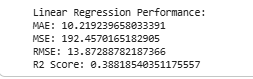 Linear Regression Performance:
MAE: 10.219239658033391
MSE: 192.4570165182905
RMSE: 13.87288782187366
R2 Score: 0.38818540351175557